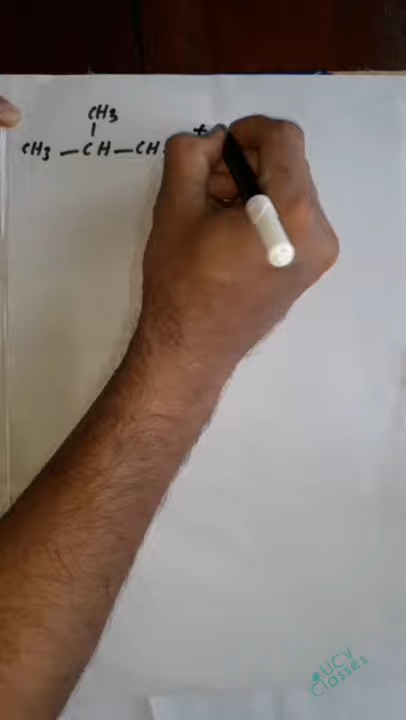 CH3
CH3 — CH — CH
+
#UCV
Classes